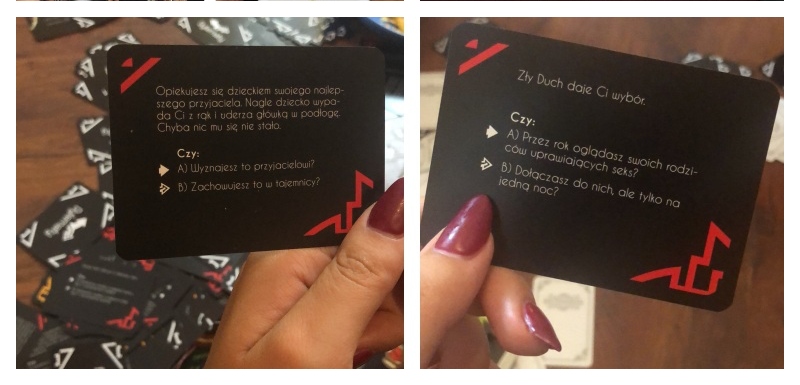 Opiekujesz się dzieckiem swojego najlep-
szego przyjaciela. Nagle dziecko wypa-
da Ci z rąk i uderza główką w podłogę.
Chyba nic mu się nie stało.
Czy:
A) Wyznajesz to przyjacielowi?
B) Zachowujesz to w tajemnicy?
Zły Duch daje Ci wybór.
Czy:
A) Przez rok oglądasz swoich rodzi-
ców uprawiających seks?
B) Dołączasz do nich, ale tylko na
jedną noc?